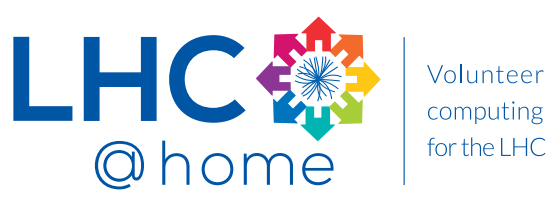 LHC
@home
Volunteer
computing
for the LHC